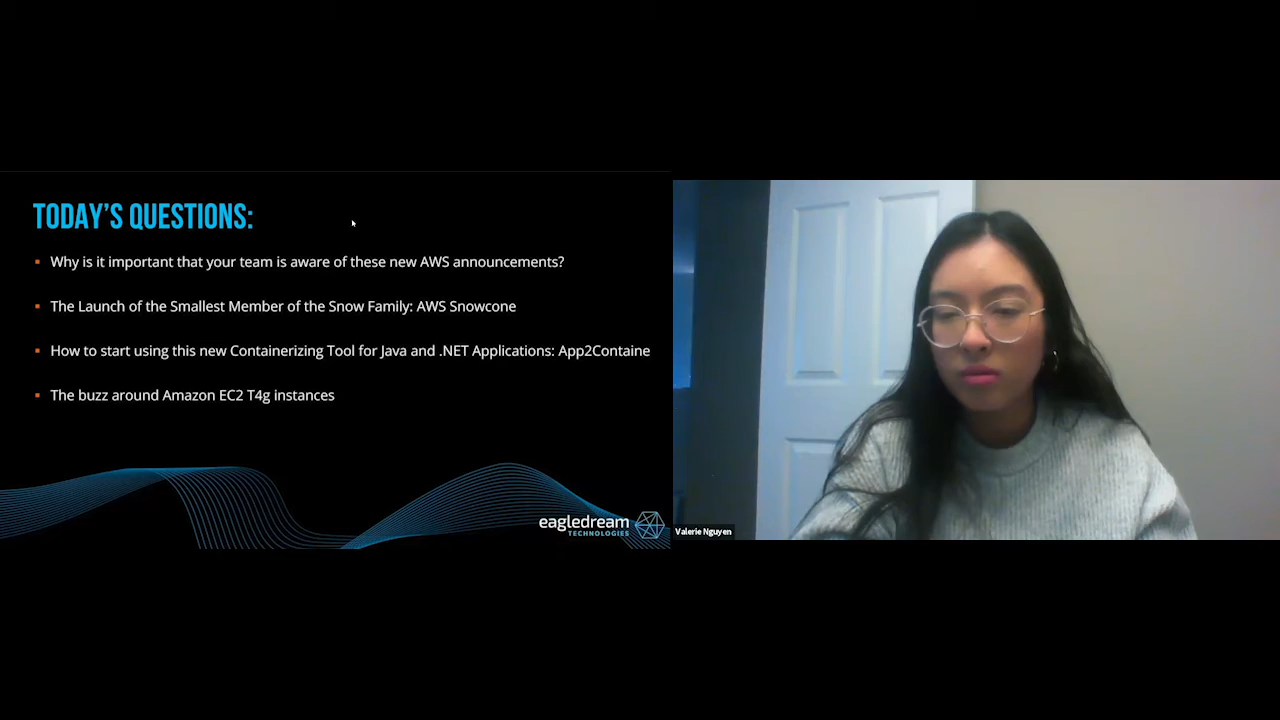 TODAY'S QUESTIONS:
▪ Why is it important that your team is aware of these new AWS announcements?
▪ The Launch of the Smallest Member of the Snow Family: AWS Snowcone
▪ How to start using this new Containerizing Tool for Java and .NET Applications: App2Containe
▪ The buzz around Amazon EC2 T4g instances
eagledream
TECHNOLOGIES
Valerie Nguyen